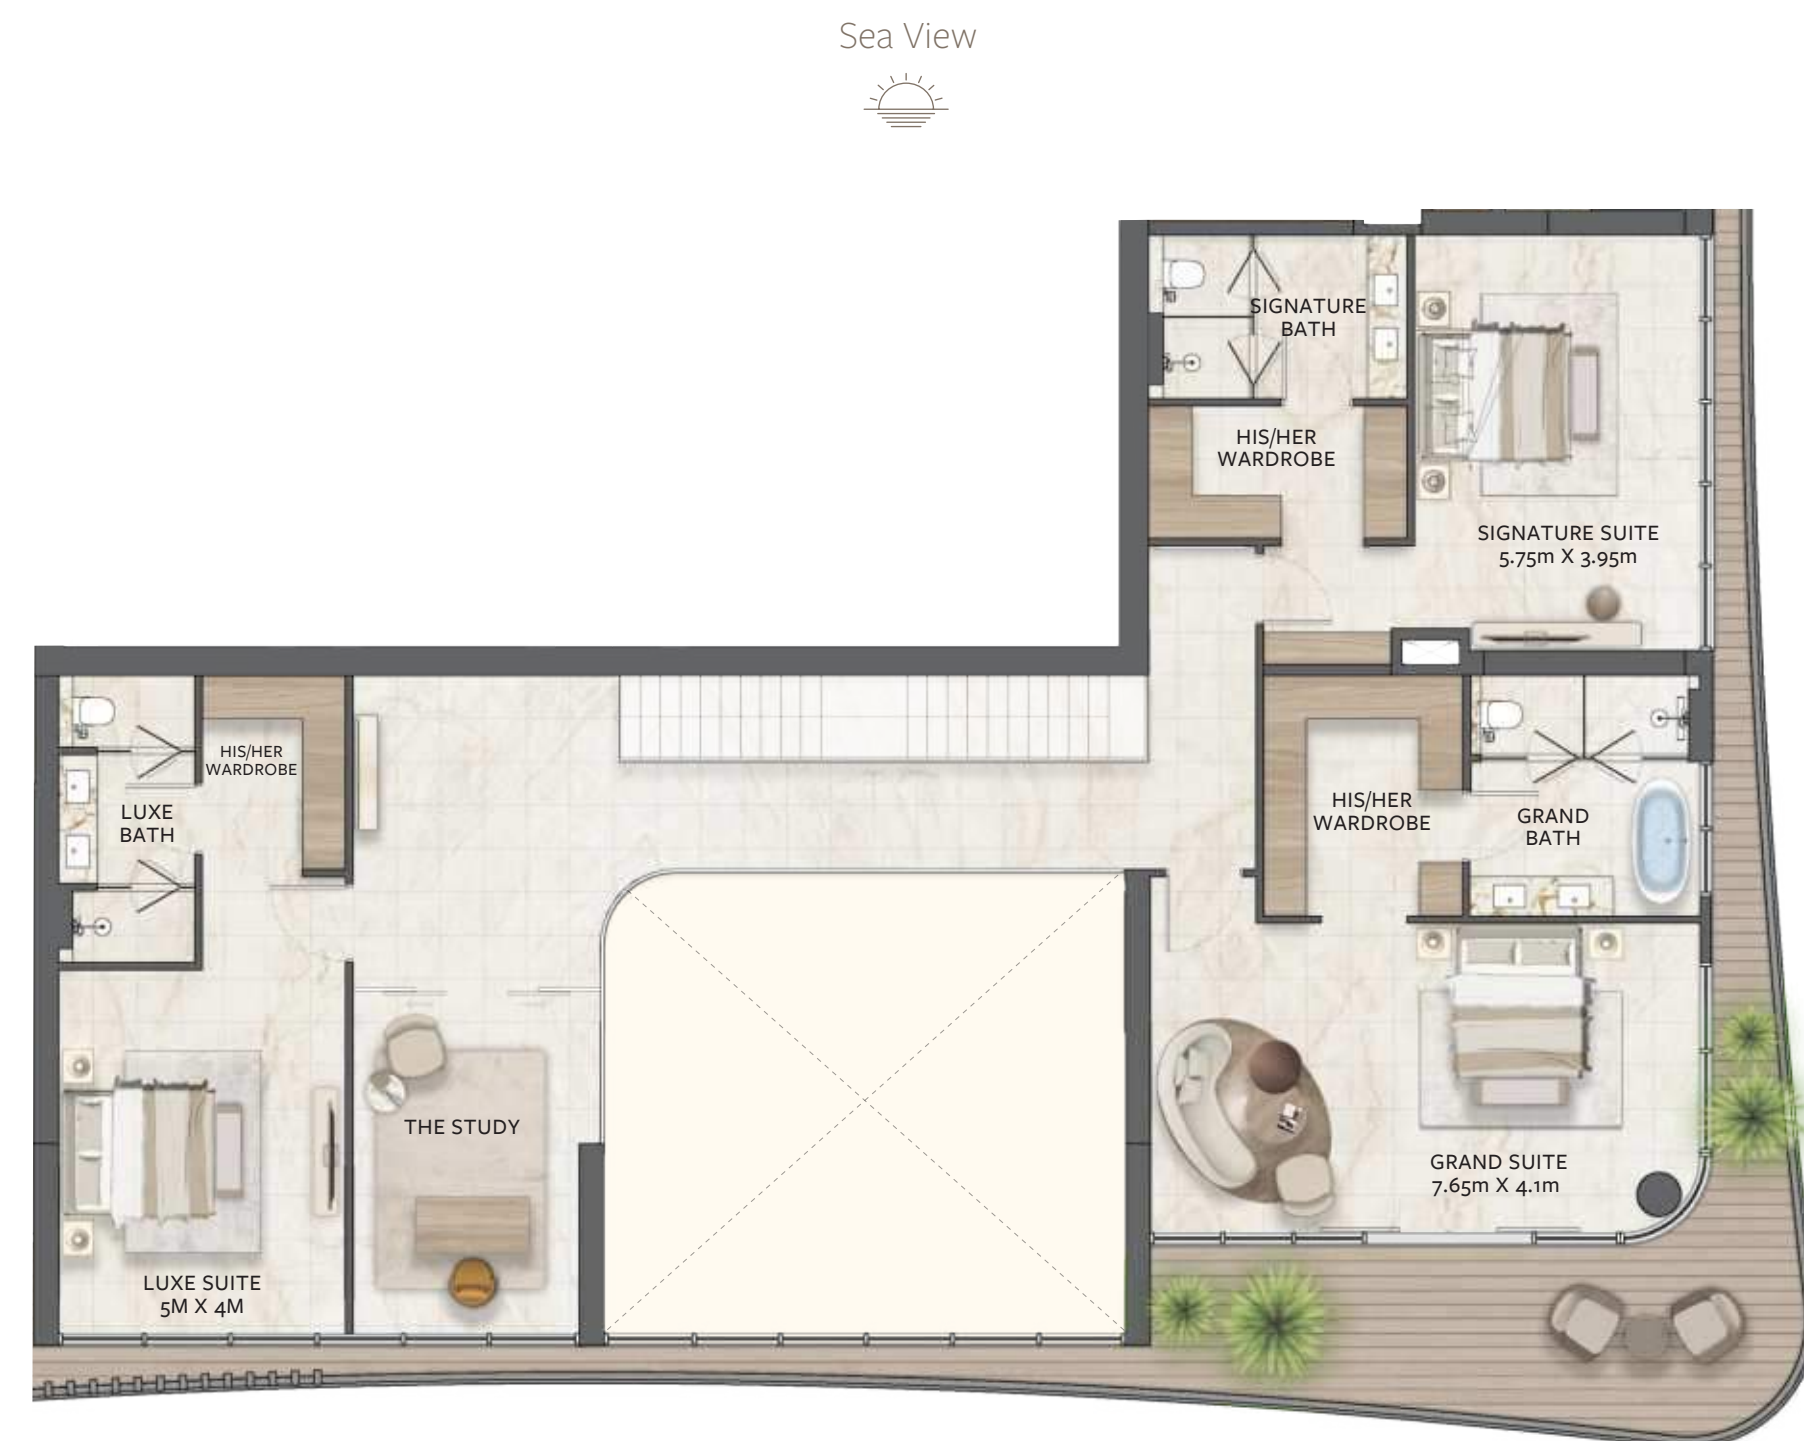 Sea View
SIGNATURE
BATH
HIS/HER
WARDROBE
SIGNATURE SUITE
5.75m X 3.95m
HIS/HER
WARDROBE
LUXE
BATH
HIS/HER
WARDROBE
GRAND
BATH
THE STUDY
GRAND SUITE
7.65m X 4.1m
LUXE SUITE
5M X 4M